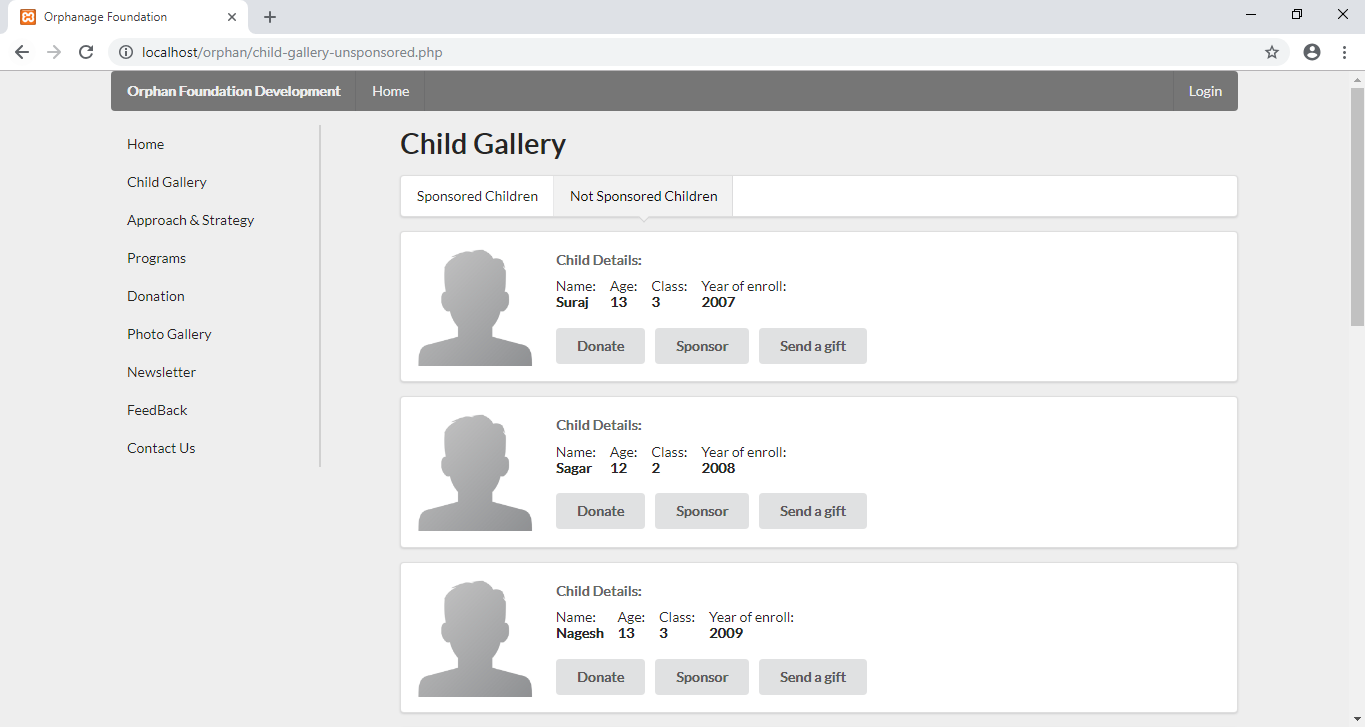 Orphanage Foundation
localhost/orphan/child-gallery-unsponsored.php
Orphan Foundation Development Home Login
Home
Child Gallery
Approach & Strategy
Programs
Donation
Photo Gallery
Newsletter
FeedBack
Contact Us
Child Gallery
Sponsored Children Not Sponsored Children
Child Details:
Name: Age: Class: Year of enroll:
Suraj 13 3 2007
Donate Sponsor Send a gift
Child Details:
Name: Age: Class: Year of enroll:
Sagar 12 2 2008
Donate Sponsor Send a gift
Child Details:
Name: Age: Class: Year of enroll:
Nagesh 13 3 2009
Donate Sponsor Send a gift